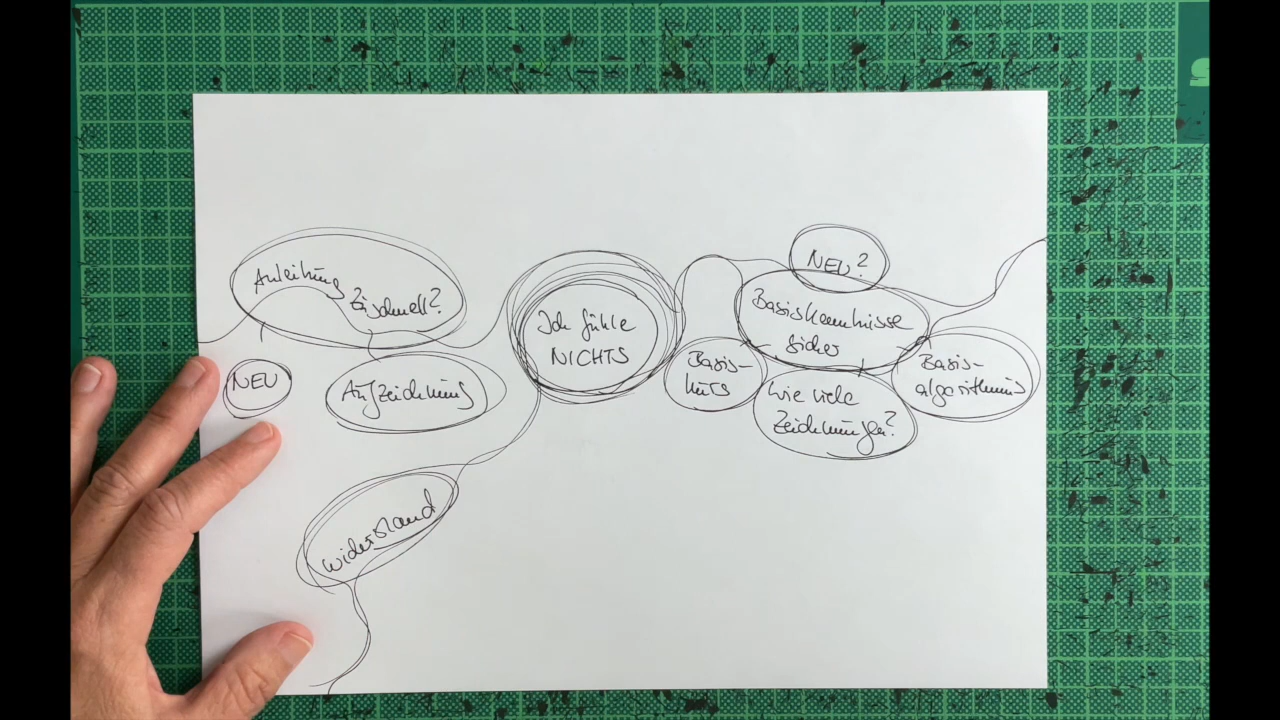 Anleitung
zu schnell?
NEU
Aufzeichnung
Ich fühle
NICHTS
Widerstand
NEU?
Basiskenntnisse
sicher
Basis-
kurs
Wie viele
Zeichnungen?
Basis-
algorithmus